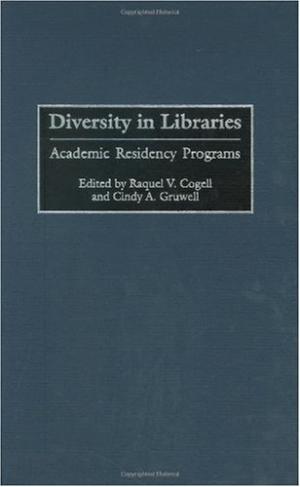 Diversity in Libraries
Academic Residency Programs
Edited by Raquel V. Cogell
and Cindy A. Gruwell